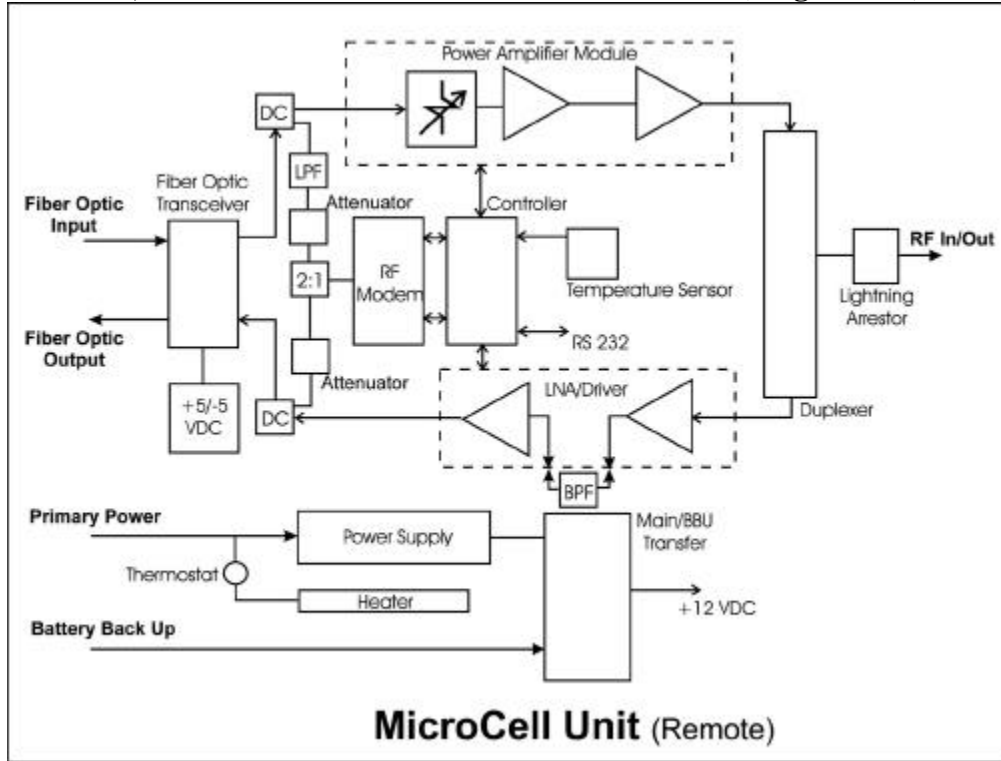 Power Amplifier Module
DC
LPF
Fiber Optic
Transceiver
Fiber Optic
Input
Attenuator
Controller
2:1
RF
Modem
Temperature Sensor
RF In/Out
Lightning
Arrestor
RS 232
Fiber Optic
Output
Attenuator
LNA/Driver
Duplexer
+5/-5
VDC
DC
BPF
Primary Power
Power Supply
Main/BBU
Transfer
Thermostat
Heater
+12 VDC
Battery Back Up
MicroCell Unit (Remote)